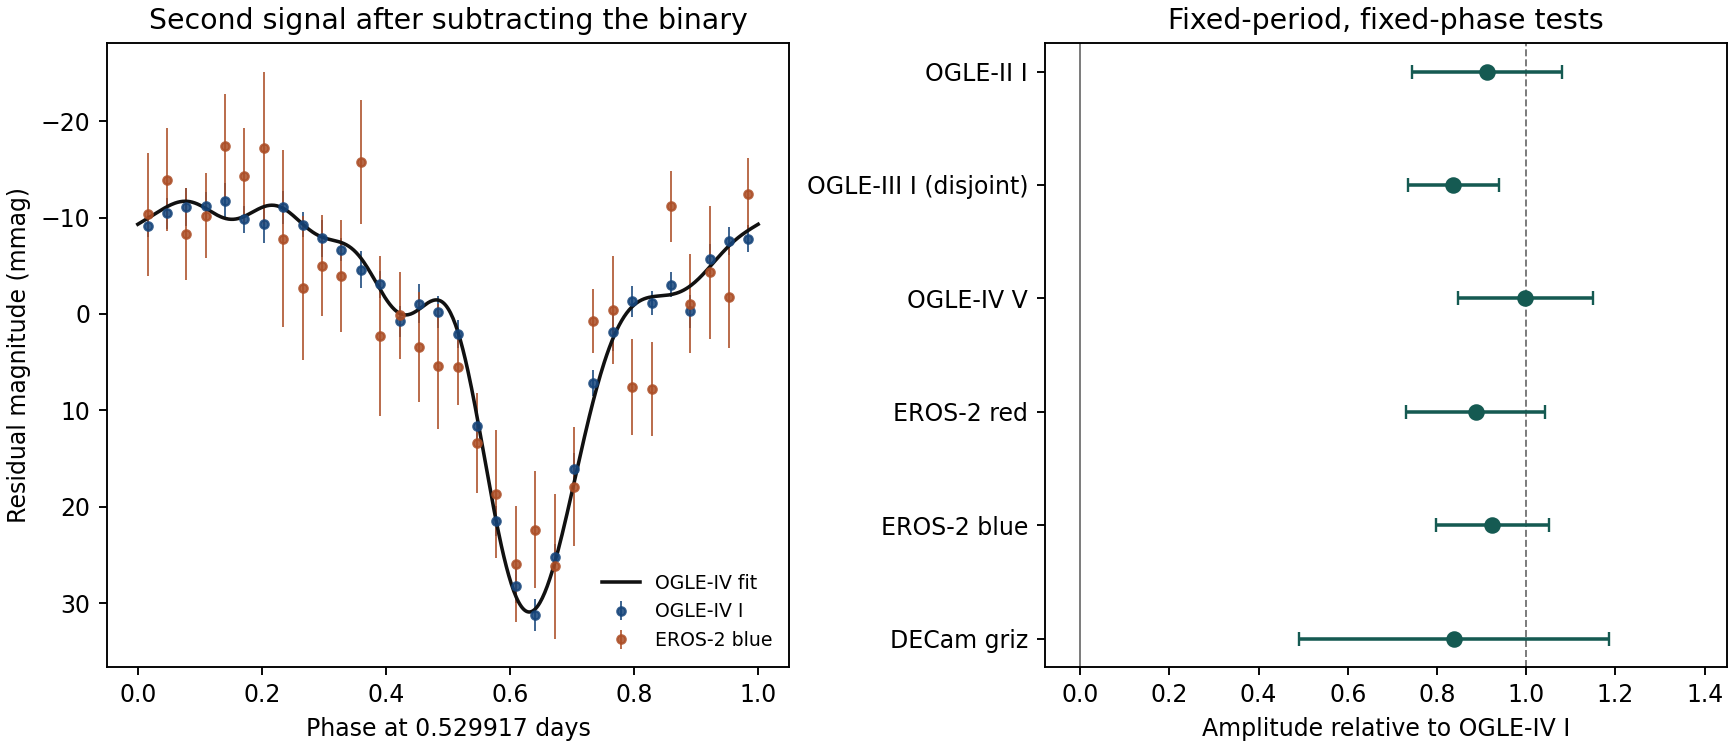 Second signal after subtracting the binary
Residual magnitude (mmag)
−20
−10
0
10
20
30
OGLE-IV fit
OGLE-IV I
EROS-2 blue
0.0 0.2 0.4 0.6 0.8 1.0
Phase at 0.529917 days
Fixed-period, fixed-phase tests
OGLE-II I
OGLE-III I (disjoint)
OGLE-IV V
EROS-2 red
EROS-2 blue
DECam griz
0.0 0.2 0.4 0.6 0.8 1.0 1.2 1.4
Amplitude relative to OGLE-IV I